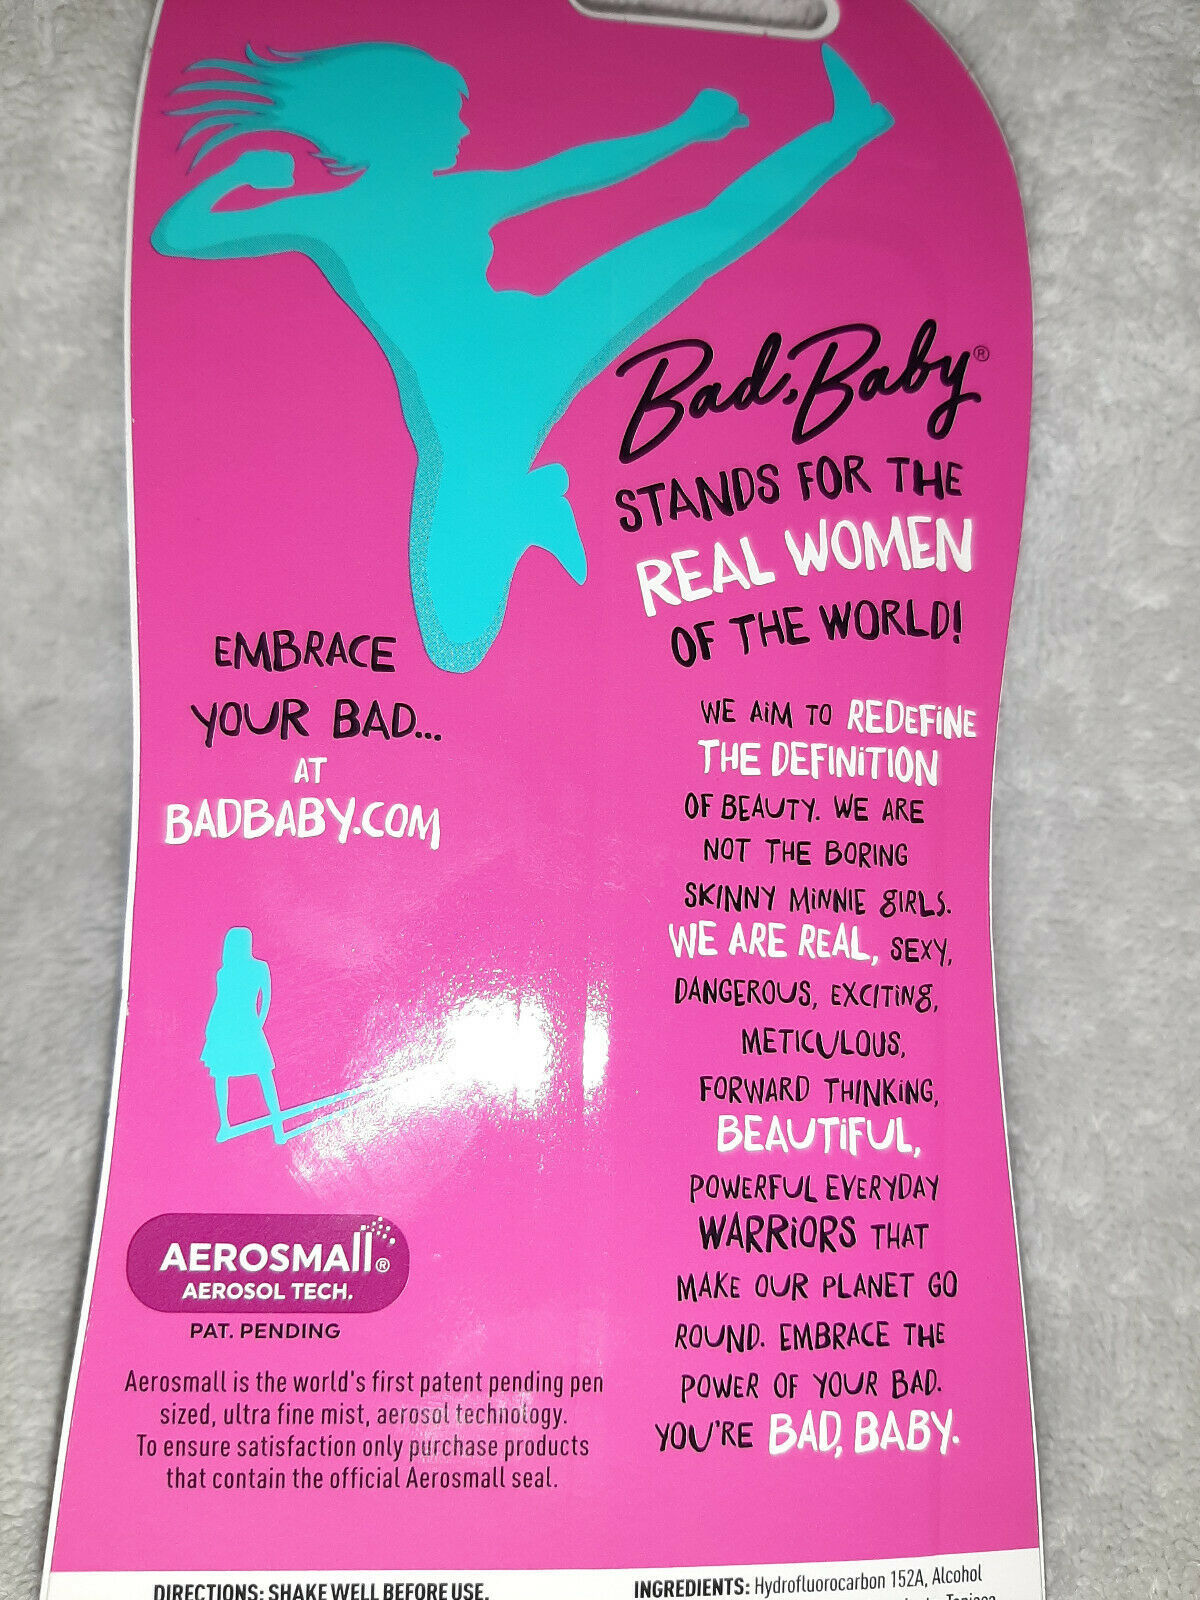 Bad, Baby®
STANDS FOR THE
REAL WOMEN
OF THE WORLD!
EMBRACE
YOUR BAD...
AT
BADBABY.COM
WE AiM TO REDEFiNE
THE DEFINiTION
OF BEAUTY. WE ARE
NOT THE BORING
SKINNY MiNNIE GIRLS.
WE ARE REAL, SEXY,
DANGEROUS, EXCITiNG,
METICULOUS,
FORWARD THINKiNG,
BEAUTiFUL,
POWERFUL EVERYDAY
WARRiORS THAT
MAKE OUR PLANET GO
ROUND. EMBRACE THE
POWER OF YOUR BAD.
YOU'RE BAD, BABY.
AEROSMAll®
AEROSOL TECH.
PAT. PENDING
Aerosmall is the world's first patent pending pen
sized, ultra fine mist, aerosol technology.
To ensure satisfaction only purchase products
that contain the official Aerosmall seal.
DIRECTIONS: SHAKE WELL BEFORE USE.
INGREDIENTS: Hydrofluorocarbon 152A, Alcohol